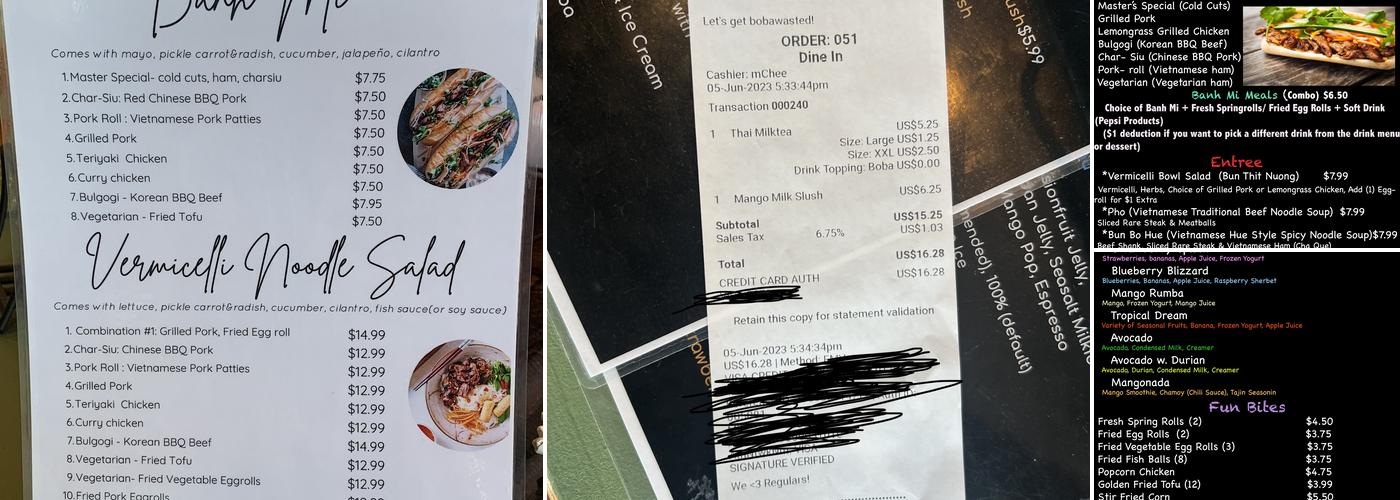 Banh Mi
Comes with mayo, pickle carrot&radish, cucumber, jalapeño, cilantro
1.Master Special- cold cuts, ham, charsiu $7.75
2.Char-Siu: Red Chinese BBQ Pork $7.50
3.Pork Roll : Vietnamese Pork Patties $7.50
4.Grilled Pork $7.50
5.Teriyaki Chicken $7.50
6.Curry chicken $7.50
7.Bulgogi - Korean BBQ Beef $7.95
8.Vegetarian - Fried Tofu $7.50
Vermicelli Noodle Salad
Comes with lettuce, pickle carrot&radish, cucumber, cilantro, fish sauce(or soy sauce)
1. Combination #1: Grilled Pork, Fried Egg roll $14.99
2.Char-Siu: Chinese BBQ Pork $12.99
3.Pork Roll : Vietnamese Pork Patties $12.99
4.Grilled Pork $12.99
5.Teriyaki Chicken $12.99
6.Curry chicken $12.99
7.Bulgogi - Korean BBQ Beef $14.99
8.Vegetarian - Fried Tofu $12.99
9.Vegetarian- Fried Vegetable Eggrolls $12.99
10.Fried Pork Eggrolls
Ice Cream
with
ush$5.99
Let's get bobawasted!
ORDER: 051
Dine In
Cashier: mChee
05-Jun-2023 5:33:44pm
Transaction 000240
1 Thai Milktea US$5.25
Size: Large US$1.25
Size: XXL US$2.50
Drink Topping: Boba US$0.00
1 Mango Milk Slush US$6.25
Subtotal US$15.25
Sales Tax 6.75% US$1.03
Total US$16.28
CREDIT CARD AUTH US$16.28
Retain this copy for statement validation
05-Jun-2023 5:34:34pm
US$16.28 | Method:
SIGNATURE VERIFIED
We <3 Regulars!
sionfruit Jelly,
an Jelly, Seasalt Milk
ango Pop, Espresso
mended), 100% (default)
Master's Special (Cold Cuts)
Grilled Pork
Lemongrass Grilled Chicken
Bulgogi (Korean BBQ Beef)
Char- Siu (Chinese BBQ Pork)
Pork- roll (Vietnamese ham)
Vegetarian (Vegetarian ham)
Banh Mi Meals (Combo) $6.50
Choice of Banh Mi + Fresh Springrolls/ Fried Egg Rolls + Soft Drink
(Pepsi Products)
($1 deduction if you want to pick a different drink from the drink menu
or dessert)
Entree
*Vermicelli Bowl Salad (Bun Thit Nuong) $7.99
Vermicelli, Herbs, Choice of Grilled Pork or Lemongrass Chicken, Add (1) Egg-
roll for $1 Extra
*Pho (Vietnamese Traditional Beef Noodle Soup) $7.99
Sliced Rare Steak & Meatballs
*Bun Bo Hue (Vietnamese Hue Style Spicy Noodle Soup)$7.99
Beef Shank, Sliced Rare Steak & Vietnamese Ham (Cha Que)
Strawberries, bananas, Apple Juice, Frozen Yogurt
Blueberry Blizzard
Blueberries, Bananas, Apple Juice, Raspberry Sherbet
Mango Rumba
Mango, Frozen Yogurt, Mango Juice
Tropical Dream
Variety of Seasonal Fruits, Banana, Frozen Yogurt, Apple Juice
Avocado
Avocado, Condensed Milk, Creamer
Avocado w. Durian
Avocado, Durian, Condensed Milk, Creamer
Mangonada
Mango Smoothie, Chamoy (Chili Sauce), Tajin Seasonin
Fun Bites
Fresh Spring Rolls (2) $4.50
Fried Egg Rolls (2) $3.75
Fried Vegetable Egg Rolls (3) $3.75
Fried Fish Balls (8) $3.75
Popcorn Chicken $4.75
Golden Fried Tofu (12) $3.99
Stir Fried Corn $5.50